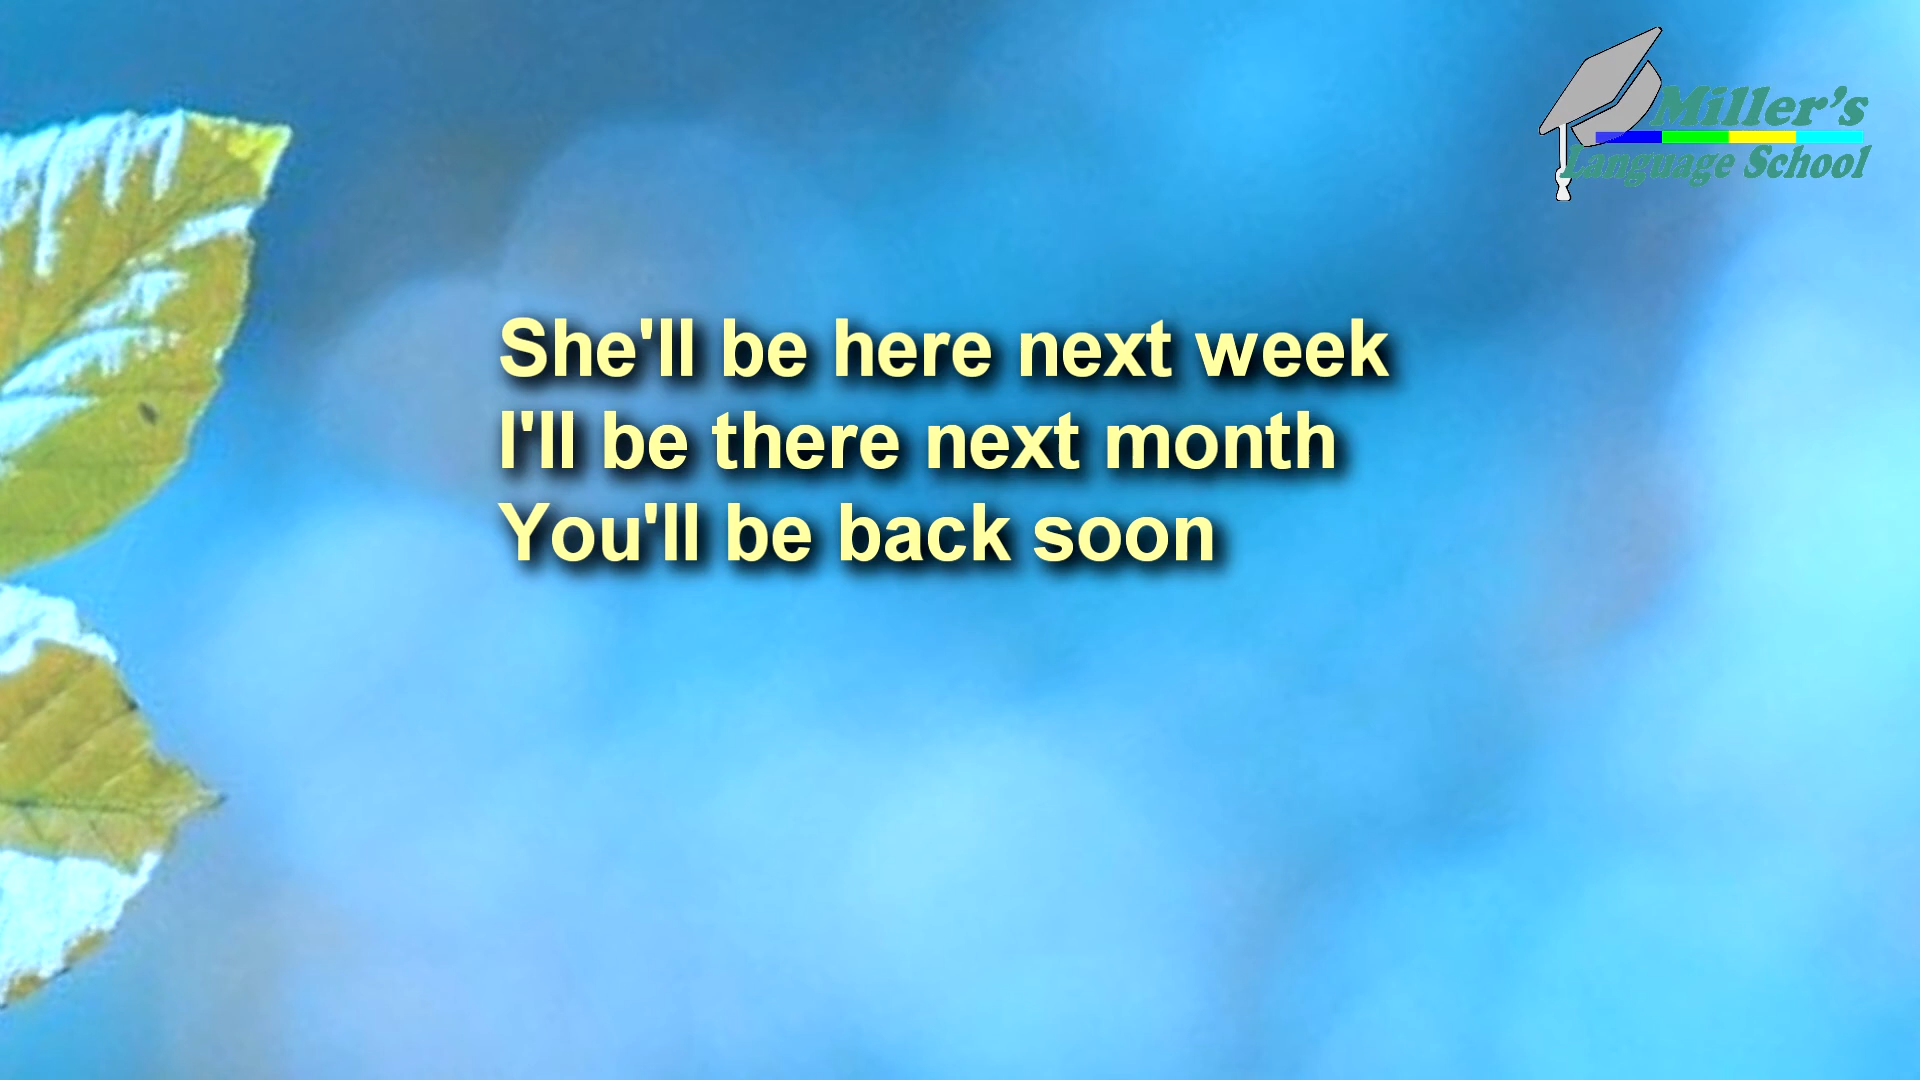 Miller's
Language School
She'll be here next week
I'll be there next month
You'll be back soon